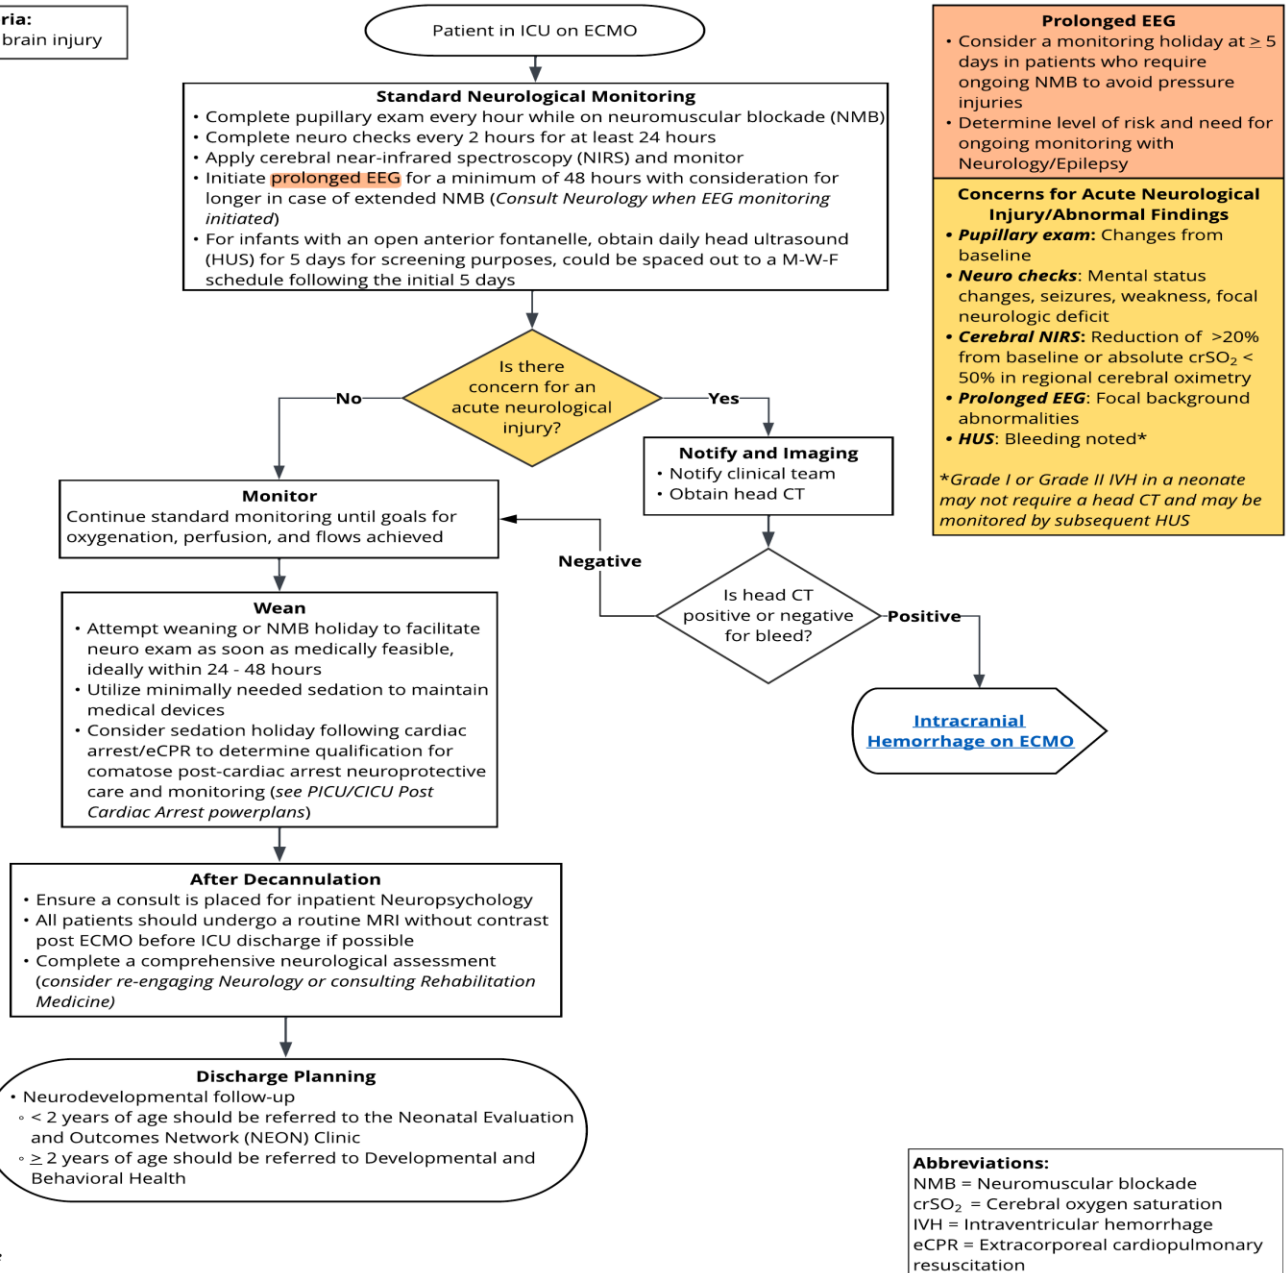 ria:
brain injury
Patient in ICU on ECMO
Standard Neurological Monitoring
• Complete pupillary exam every hour while on neuromuscular blockade (NMB)
• Complete neuro checks every 2 hours for at least 24 hours
• Apply cerebral near-infrared spectroscopy (NIRS) and monitor
• Initiate prolonged EEG for a minimum of 48 hours with consideration for
longer in case of extended NMB (Consult Neurology when EEG monitoring
initiated)
• For infants with an open anterior fontanelle, obtain daily head ultrasound
(HUS) for 5 days for screening purposes, could be spaced out to a M-W-F
schedule following the initial 5 days
Prolonged EEG
• Consider a monitoring holiday at ≥ 5
days in patients who require
ongoing NMB to avoid pressure
injuries
• Determine level of risk and need for
ongoing monitoring with
Neurology/Epilepsy
Concerns for Acute Neurological
Injury/Abnormal Findings
• Pupillary exam: Changes from
baseline
• Neuro checks: Mental status
changes, seizures, weakness, focal
neurologic deficit
• Cerebral NIRS: Reduction of >20%
from baseline or absolute crSO₂ <
50% in regional cerebral oximetry
• Prolonged EEG: Focal background
abnormalities
• HUS: Bleeding noted*
*Grade I or Grade II IVH in a neonate
may not require a head CT and may be
monitored by subsequent HUS
Is there
concern for an
acute neurological
injury?
No
Yes
Notify and Imaging
• Notify clinical team
• Obtain head CT
Monitor
Continue standard monitoring until goals for
oxygenation, perfusion, and flows achieved
Negative
Is head CT
positive or negative
for bleed?
Positive
Intracranial
Hemorrhage on ECMO
Wean
• Attempt weaning or NMB holiday to facilitate
neuro exam as soon as medically feasible,
ideally within 24 - 48 hours
• Utilize minimally needed sedation to maintain
medical devices
• Consider sedation holiday following cardiac
arrest/eCPR to determine qualification for
comatose post-cardiac arrest neuroprotective
care and monitoring (see PICU/CICU Post
Cardiac Arrest powerplans)
After Decannulation
• Ensure a consult is placed for inpatient Neuropsychology
• All patients should undergo a routine MRI without contrast
post ECMO before ICU discharge if possible
• Complete a comprehensive neurological assessment
(consider re-engaging Neurology or consulting Rehabilitation
Medicine)
Discharge Planning
• Neurodevelopmental follow-up
◦ < 2 years of age should be referred to the Neonatal Evaluation
and Outcomes Network (NEON) Clinic
◦ ≥ 2 years of age should be referred to Developmental and
Behavioral Health
Abbreviations:
NMB = Neuromuscular blockade
crSO₂ = Cerebral oxygen saturation
IVH = Intraventricular hemorrhage
eCPR = Extracorporeal cardiopulmonary
resuscitation